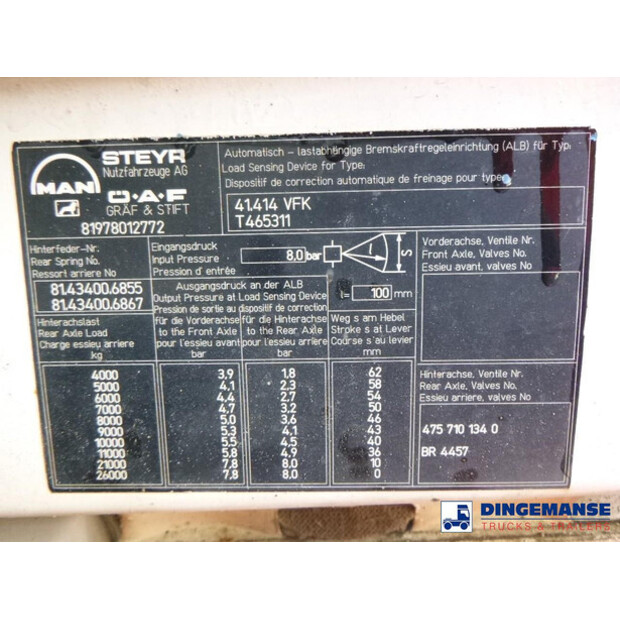 MAN
STEYR
Nutzfahrzeuge AG
Ö·A·F
GRÄF & STIFT
81978012772
Automatisch - lastabhängige Bremskraftregeleinrichtung (ALB) für Typ:
Load Sensing Device for Type:
Dispositif de correction automatique de freinage pour type:
41.414 VFK
T465311
Hinterfeder-Nr.
Rear Spring No.
Ressort arriere No
81.43400.6855
81.43400.6867
Eingangsdruck
Input Pressure
Pression d'entrée
8,0 bar
l
S
l= 100 mm
Ausgangsdruck an der ALB
Output Pressure at Load Sensing Device
Pression de sortie au dispositif de correction
Hinterachslast
Rear Axle Load
Charge essieu arriere
kg
für die Vorderachse
to the Front Axle
pour l'essieu avant
bar
für die Hinterachse
to the Rear Axle
pour l'essieu arriere
bar
Weg s am Hebel
Stroke s at Lever
Course s au levier
mm
4000 3,9 1,8 62
5000 4,1 2,3 58
6000 4,4 2,7 54
7000 4,7 3,2 50
8000 5,0 3,6 46
9000 5,3 4,1 43
10000 5,5 4,5 40
11000 5,8 4,9 36
21000 7,8 8,0 10
26000 7,8 8,0 0
Vorderachse, Ventile Nr.
Front Axle, Valves No.
Essieu avant, valves No
Hinterachse, Ventile Nr.
Rear Axle, Valves No.
Essieu arriere, valves No
475 710 134 0
BR 4457
DINGEMANSE
TRUCKS & TRAILERS